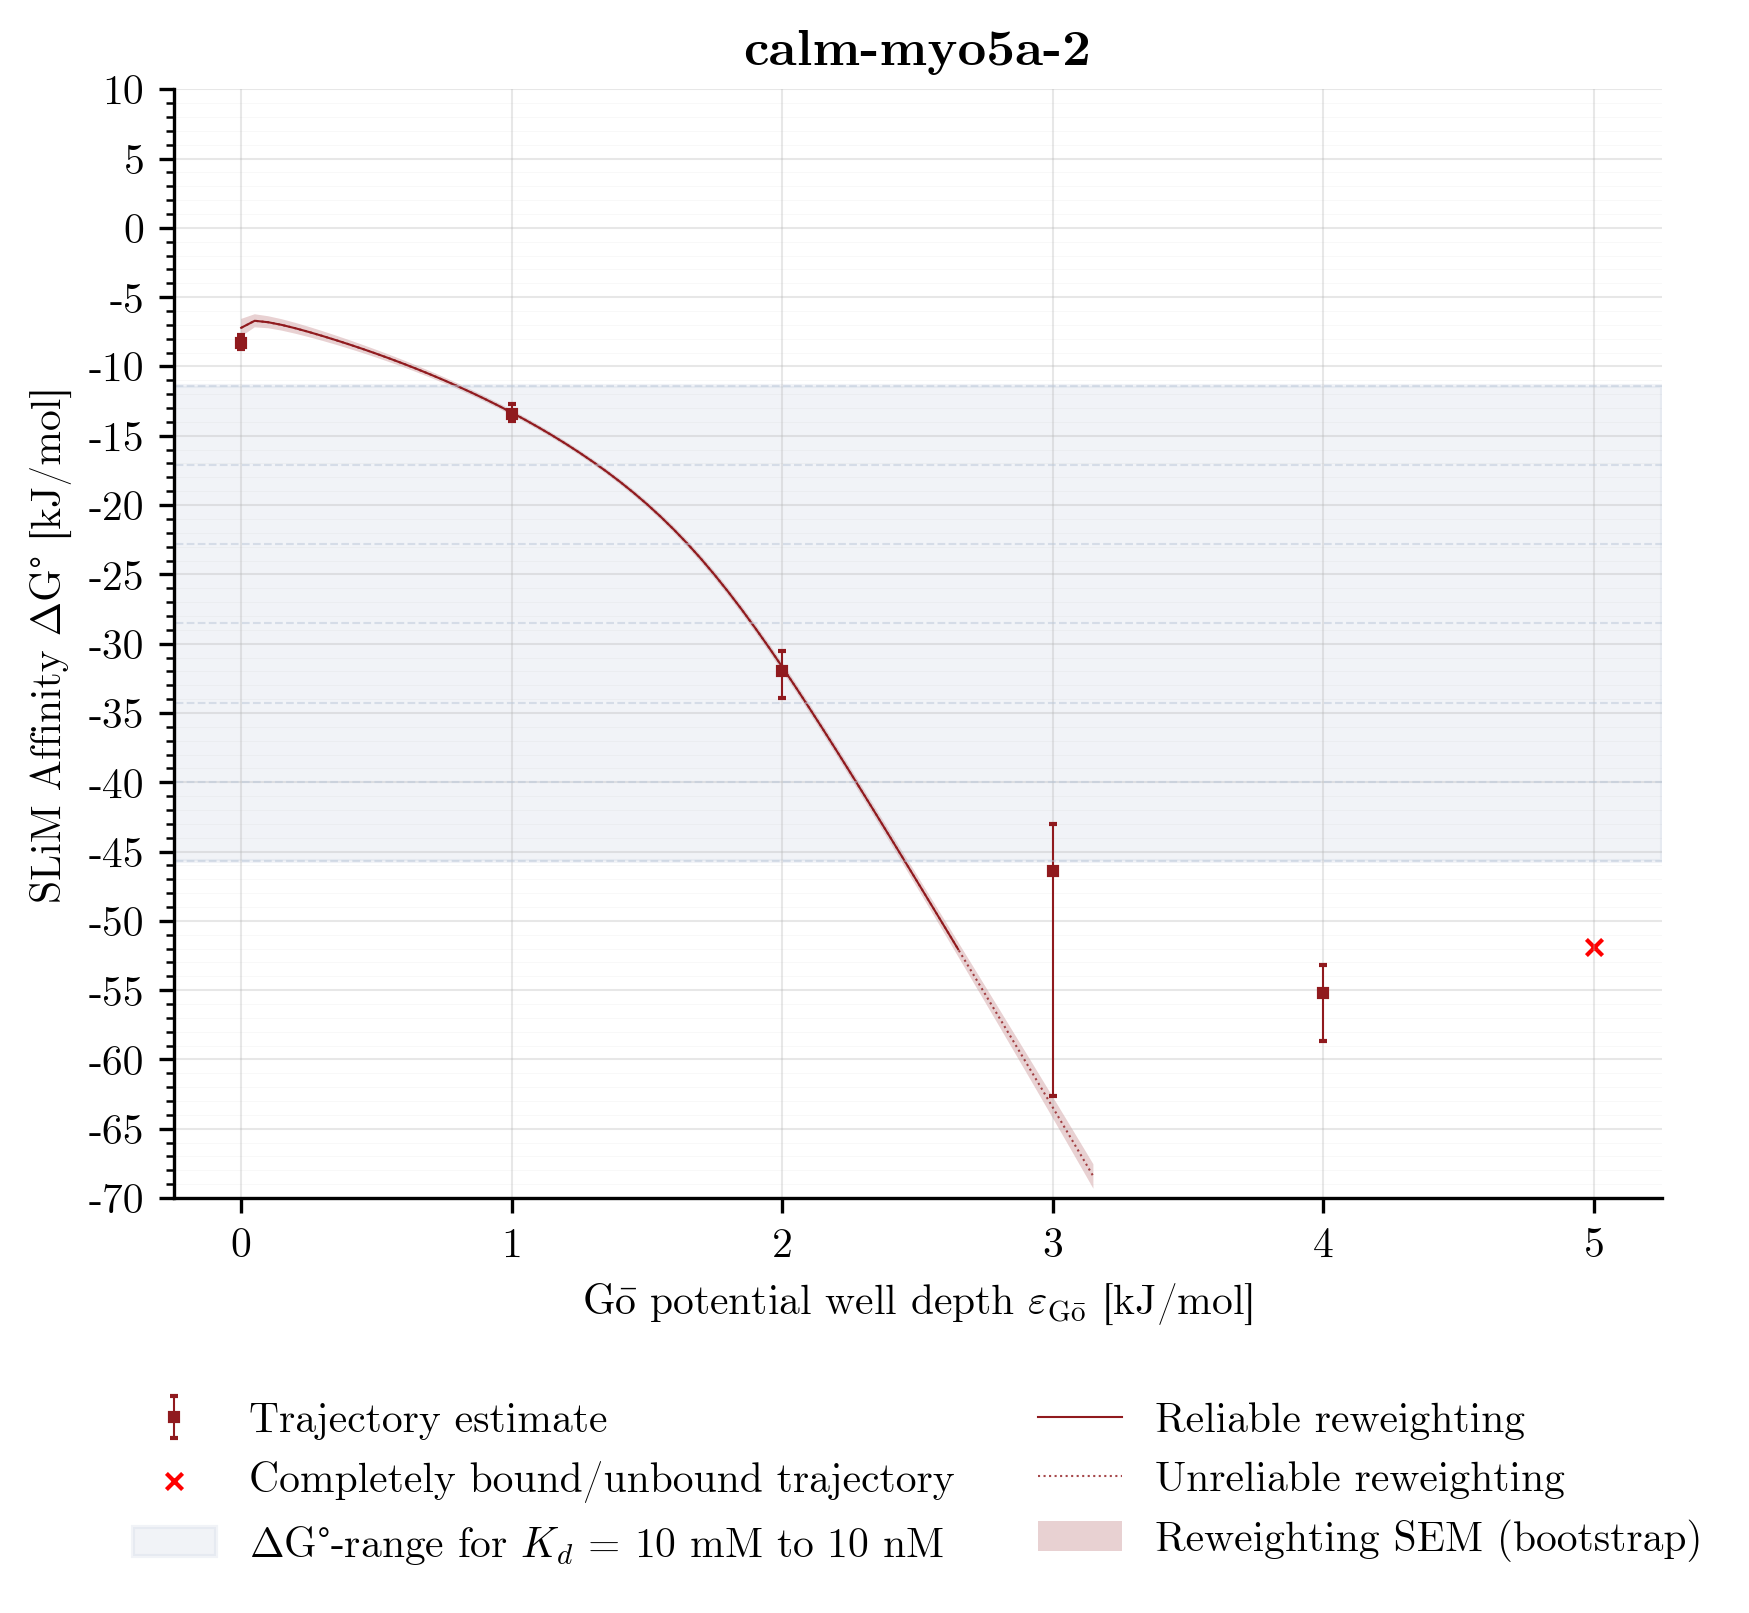 calm-myo5a-2
10
5
0
-5
-10
-15
-20
-25
-30
-35
-40
-45
-50
-55
-60
-65
-70
SLiM Affinity ΔG° [kJ/mol]
0 1 2 3 4 5
Gō potential well depth ε_Gō [kJ/mol]
Trajectory estimate
Completely bound/unbound trajectory
ΔG°-range for K_d = 10 mM to 10 nM
Reliable reweighting
Unreliable reweighting
Reweighting SEM (bootstrap)